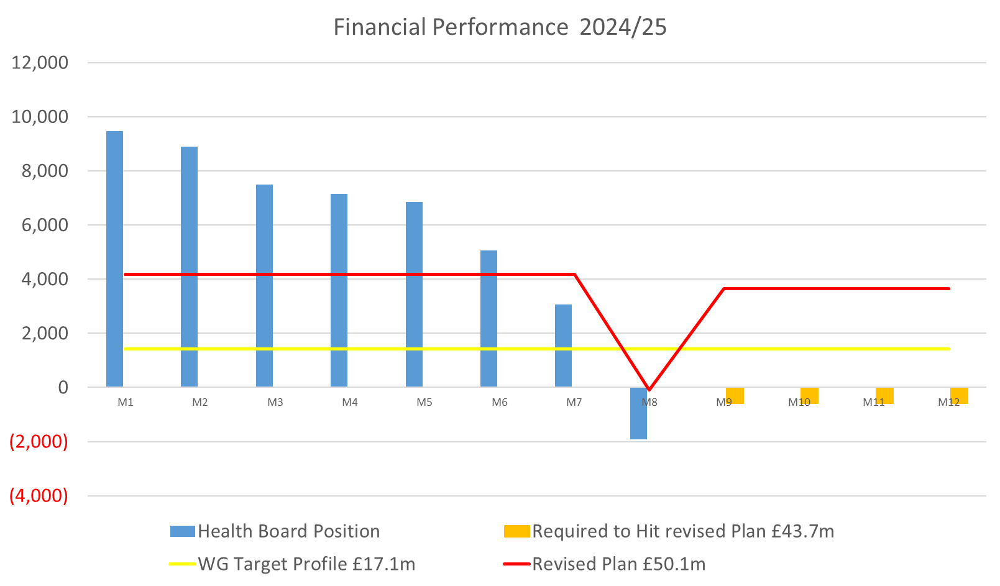 Financial Performance  2024/25
12,000
10,000
8,000
6,000
4,000
2,000
0
(2,000)
(4,000)
M1 M2 M3 M4 M5 M6 M7 M8 M9 M10 M11 M12
Health Board Position
Required to Hit revised Plan £43.7m
WG Target Profile £17.1m
Revised Plan £50.1m